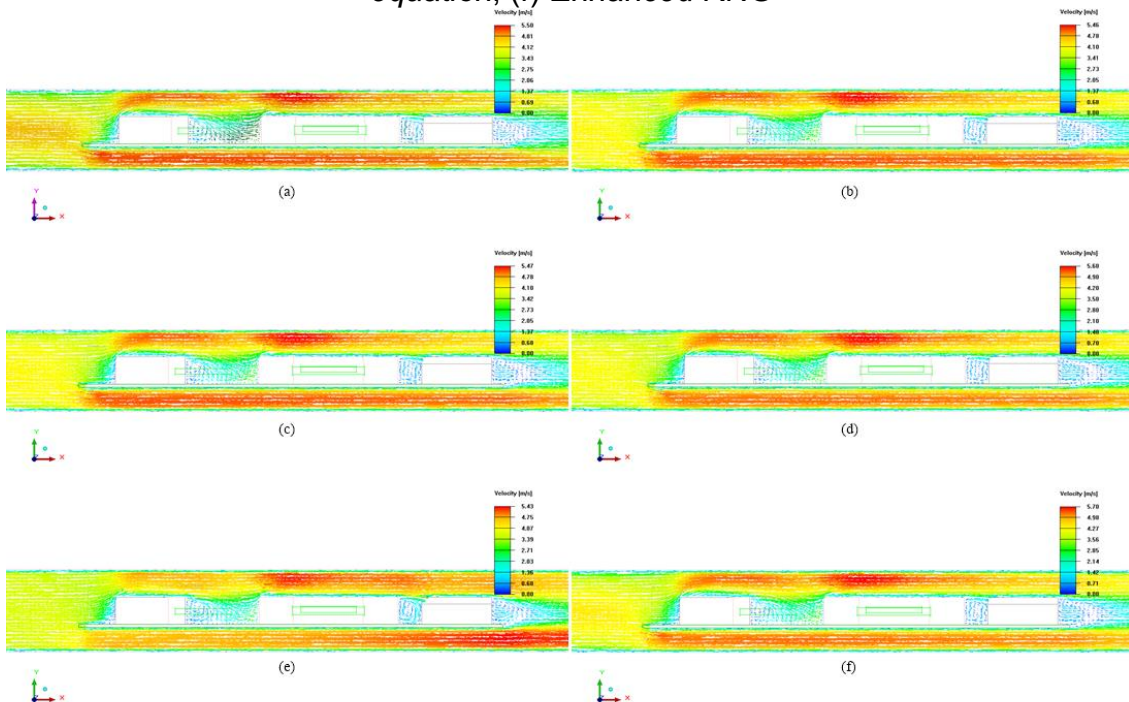 equation, (f) Enhanced RNG
Velocity [m/s]
5.50
4.81
4.12
3.43
2.75
2.06
1.37
0.69
0.00
(a)
Y
X
Velocity [m/s]
5.46
4.78
4.10
3.41
2.73
2.05
1.37
0.68
0.00
(b)
Y
X
Velocity [m/s]
5.47
4.78
4.10
3.42
2.73
2.05
1.37
0.68
0.00
(c)
Y
X
Velocity [m/s]
5.60
4.90
4.20
3.50
2.80
2.10
1.40
0.70
0.00
(d)
Y
X
Velocity [m/s]
5.43
4.75
4.07
3.39
2.71
2.03
1.36
0.68
0.00
(e)
Y
X
Velocity [m/s]
5.70
4.98
4.27
3.56
2.85
2.14
1.42
0.71
0.00
(f)
Y
X